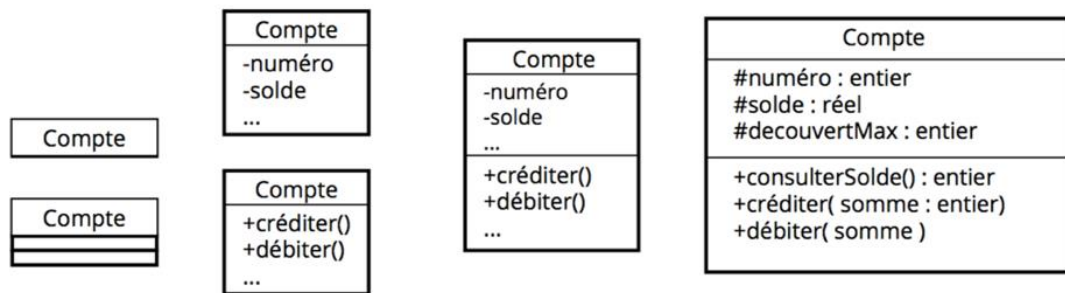 Compte
Compte
Compte
-numéro
-solde
...
Compte
+créditer()
+débiter()
...
Compte
-numéro
-solde
...
+créditer()
+débiter()
...
Compte
#numéro : entier
#solde : réel
#decouvertMax : entier
+consulterSolde() : entier
+créditer( somme : entier)
+débiter( somme )